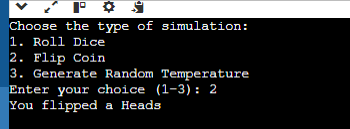 Choose the type of simulation:
1. Roll Dice
2. Flip Coin
3. Generate Random Temperature
Enter your choice (1-3): 2
You flipped a Heads